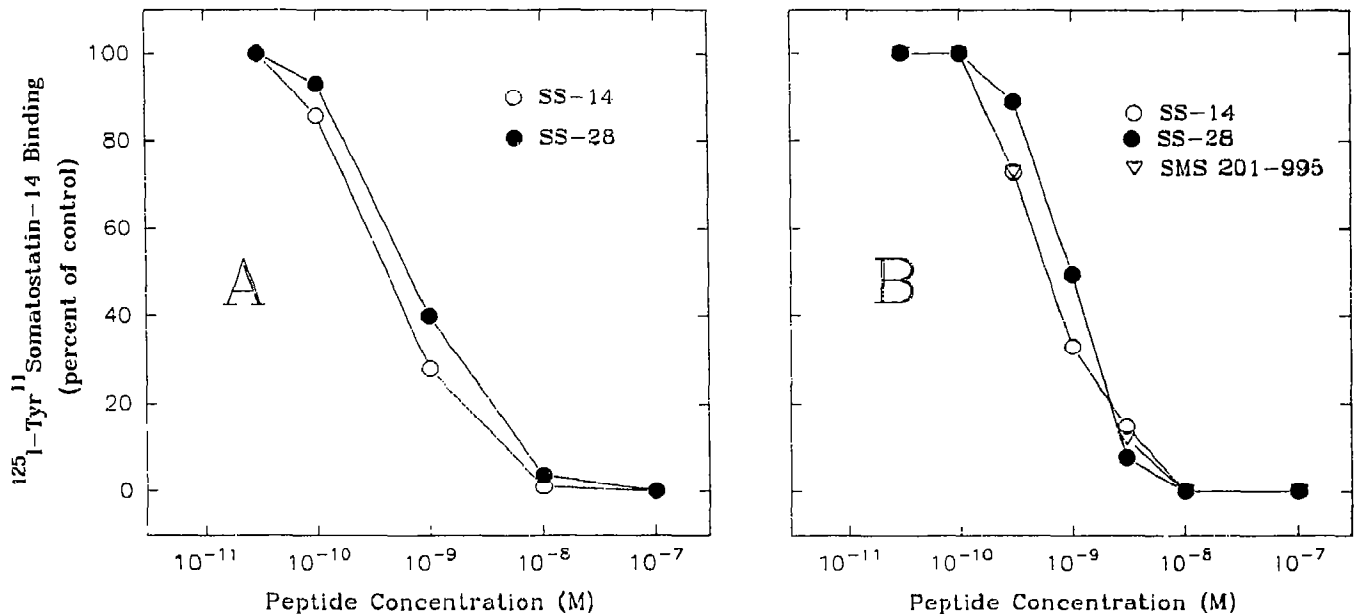 ¹²⁵I-Tyr¹¹ Somatostatin-14 Binding
(percent of control)
100
80
60
40
20
0
A
○ SS-14
● SS-28
10⁻¹¹ 10⁻¹⁰ 10⁻⁹ 10⁻⁸ 10⁻⁷
Peptide Concentration (M)
B
○ SS-14
● SS-28
▽ SMS 201-995
10⁻¹¹ 10⁻¹⁰ 10⁻⁹ 10⁻⁸ 10⁻⁷
Peptide Concentration (M)